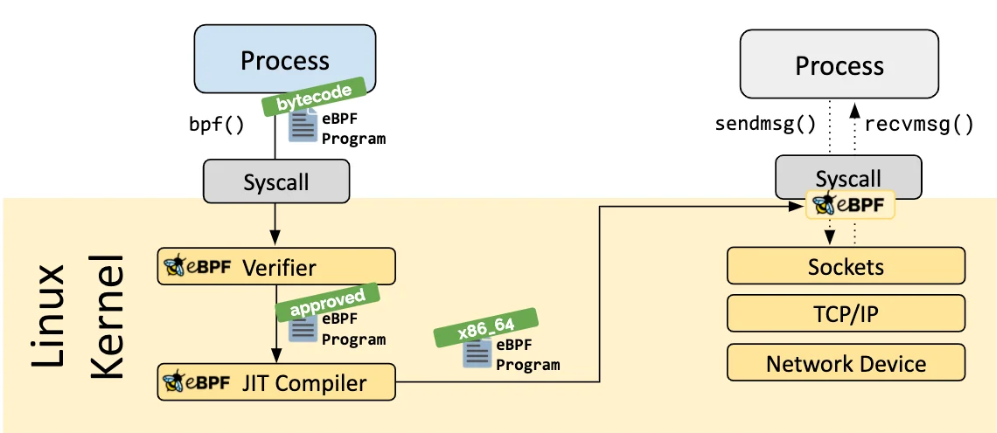 Process
bytecode
bpf()
eBPF
Program
Syscall
eBPF Verifier
approved
eBPF
Program
eBPF JIT Compiler
x86_64
eBPF
Program
Linux
Kernel
Process
sendmsg()
recvmsg()
Syscall
eBPF
Sockets
TCP/IP
Network Device